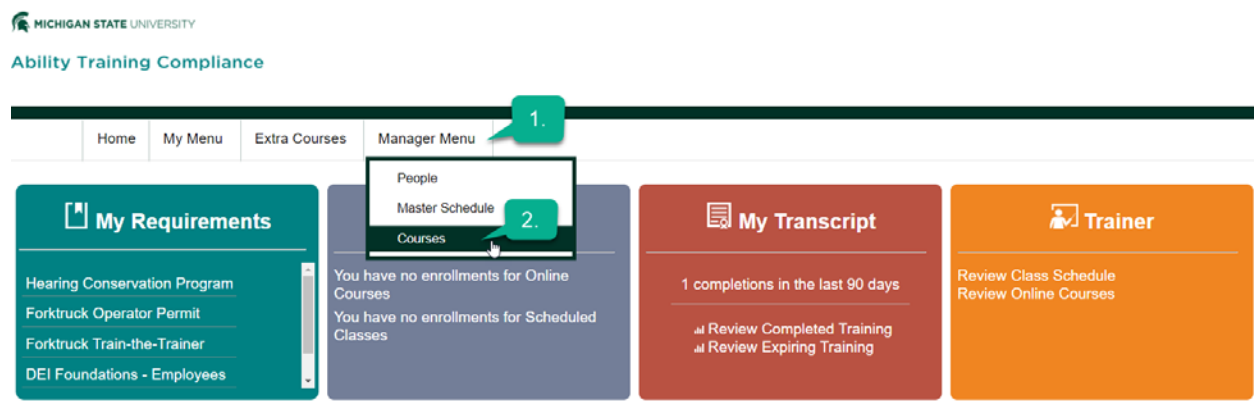 MICHIGAN STATE UNIVERSITY
Ability Training Compliance
1.
Home
My Menu
Extra Courses
Manager Menu
People
Master Schedule
2.
Courses
My Requirements
Hearing Conservation Program
Forktruck Operator Permit
Forktruck Train-the-Trainer
DEI Foundations - Employees
You have no enrollments for Online
Courses
You have no enrollments for Scheduled
Classes
My Transcript
1 completions in the last 90 days
Review Completed Training
Review Expiring Training
Trainer
Review Class Schedule
Review Online Courses